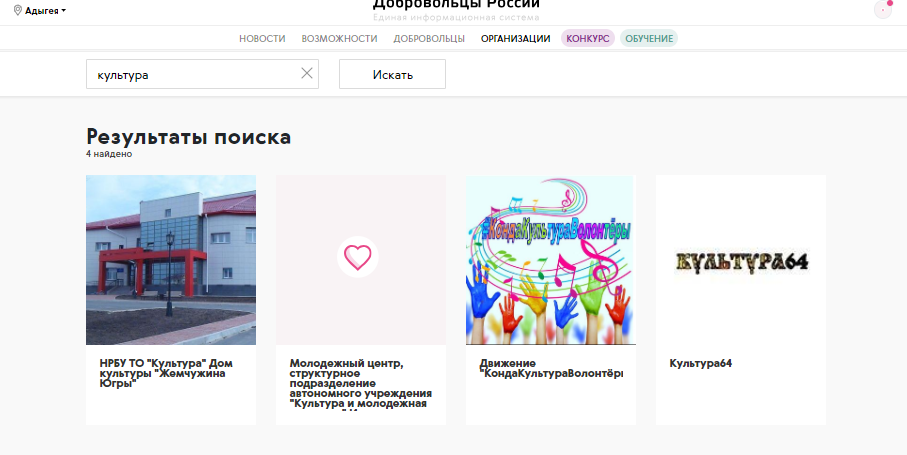 Адыгея
Добровольцы России
Единая информационная система
НОВОСТИ ВОЗМОЖНОСТИ ДОБРОВОЛЬЦЫ ОРГАНИЗАЦИИ КОНКУРС ОБУЧЕНИЕ
культура
Искать
Результаты поиска
4 найдено
#КондаКультураВолонтёры
КУЛЬТУРА64
НРБУ ТО "Культура" Дом
культуры "Жемчужина
Югры"
Молодежный центр,
структурное
подразделение
автономного учреждения
"Культура и молодежная
Движение
"КондаКультураВолонтёры
Культура64